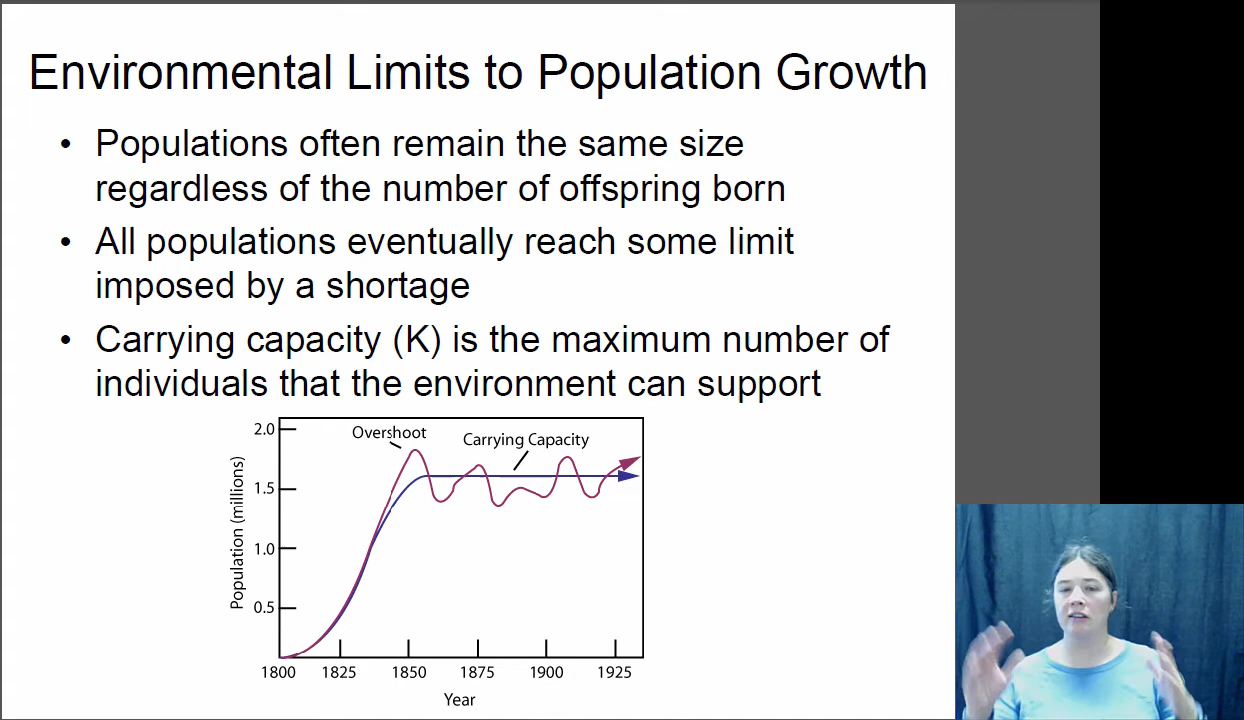 Environmental Limits to Population Growth
• Populations often remain the same size
regardless of the number of offspring born
• All populations eventually reach some limit
imposed by a shortage
• Carrying capacity (K) is the maximum number of
individuals that the environment can support
2.0
Overshoot
Carrying Capacity
1.5
1.0
0.5
Population (millions)
1800 1825 1850 1875 1900 1925
Year